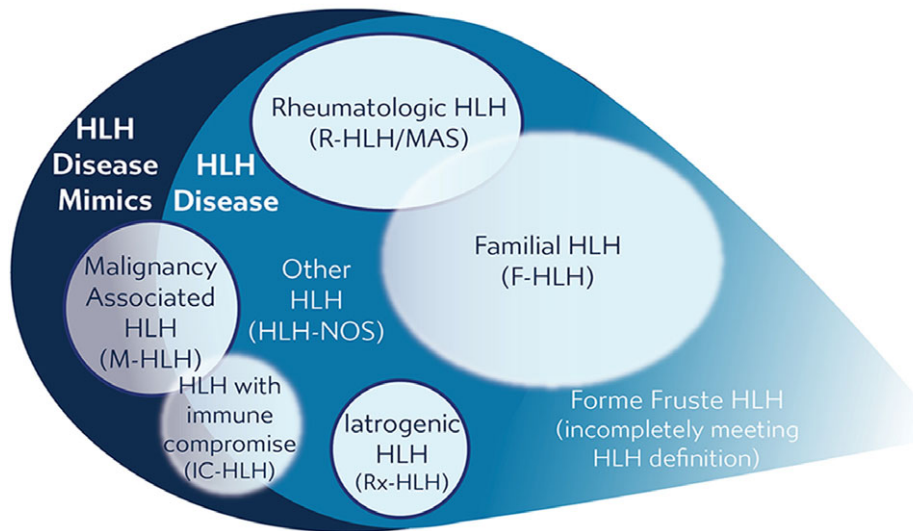 HLH
Disease
Mimics
HLH
Disease
Rheumatologic HLH
(R-HLH/MAS)
Familial HLH
(F-HLH)
Malignancy
Associated
HLH
(M-HLH)
Other
HLH
(HLH-NOS)
HLH with
immune
compromise
(IC-HLH)
Iatrogenic
HLH
(Rx-HLH)
Forme Fruste HLH
(incompletely meeting
HLH definition)